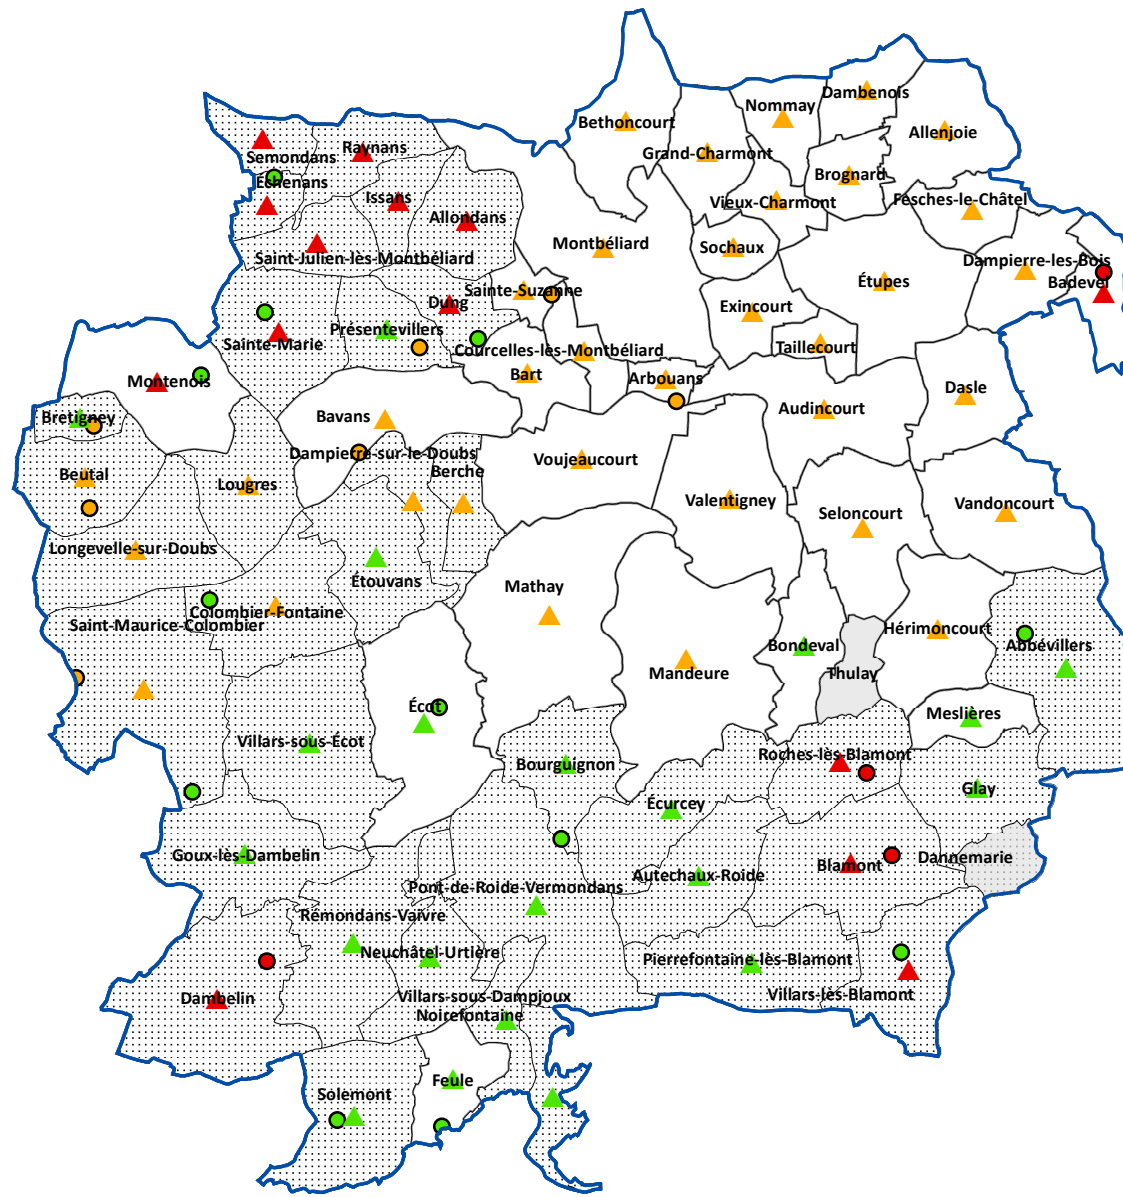 Dambenois
Nommay
Bethoncourt
Allenjoie
Raynans
Grand-Charmont
Semondans
Brognard
Échenans
Issans
Vieux-Charmont
Fesches-le-Châtel
Allondans
Montbéliard
Sochaux
Saint-Julien-lès-Montbéliard
Dampierre-les-Bois
Étupes
Badevel
Sainte-Suzanne
Dung
Exincourt
Présentevillers
Sainte-Marie
Taillecourt
Courcelles-lès-Montbéliard
Bart
Arbouans
Montenois
Dasle
Audincourt
Bretigney
Bavans
Dampierre-sur-le-Doubs
Voujeaucourt
Berche
Beutal
Lougres
Valentigney
Vandoncourt
Seloncourt
Longevelle-sur-Doubs
Étouvans
Mathay
Colombier-Fontaine
Saint-Maurice-Colombier
Hérimoncourt
Bondeval
Abbévillers
Mandeure
Thulay
Écot
Meslières
Villars-sous-Écot
Roches-lès-Blamont
Bourguignon
Glay
Écurcey
Goux-lès-Dambelin
Dannemarie
Blamont
Autechaux-Roide
Pont-de-Roide-Vermondans
Rémondans-Vaivre
Neuchâtel-Urtière
Pierrefontaine-lès-Blamont
Villars-lès-Blamont
Dambelin
Villars-sous-Dampjoux
Noirefontaine
Feule
Solemont